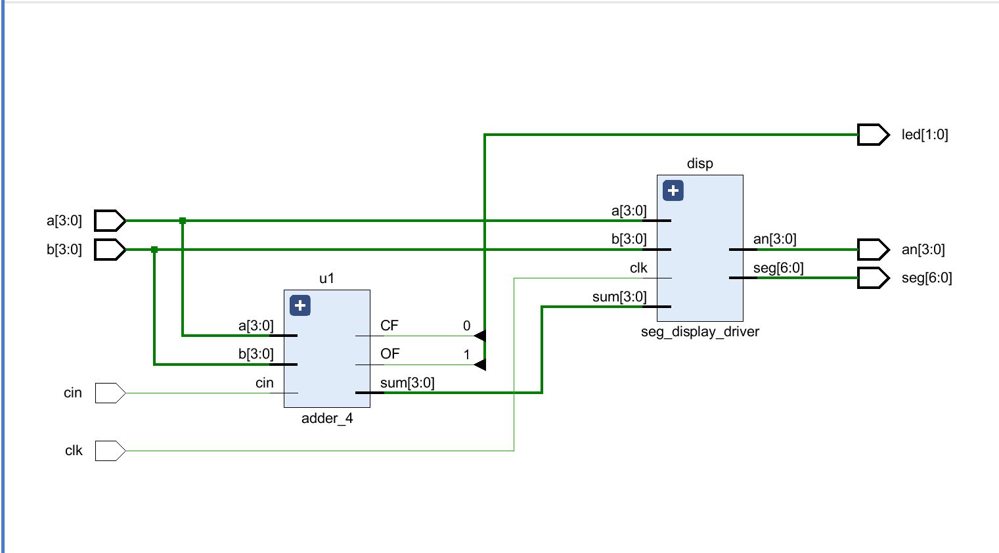 led[1:0]
disp
a[3:0]
a[3:0]
b[3:0]
b[3:0]
an[3:0]
an[3:0]
clk
seg[6:0]
seg[6:0]
u1
sum[3:0]
a[3:0]
CF
0
seg_display_driver
b[3:0]
OF
1
cin
sum[3:0]
cin
adder_4
clk